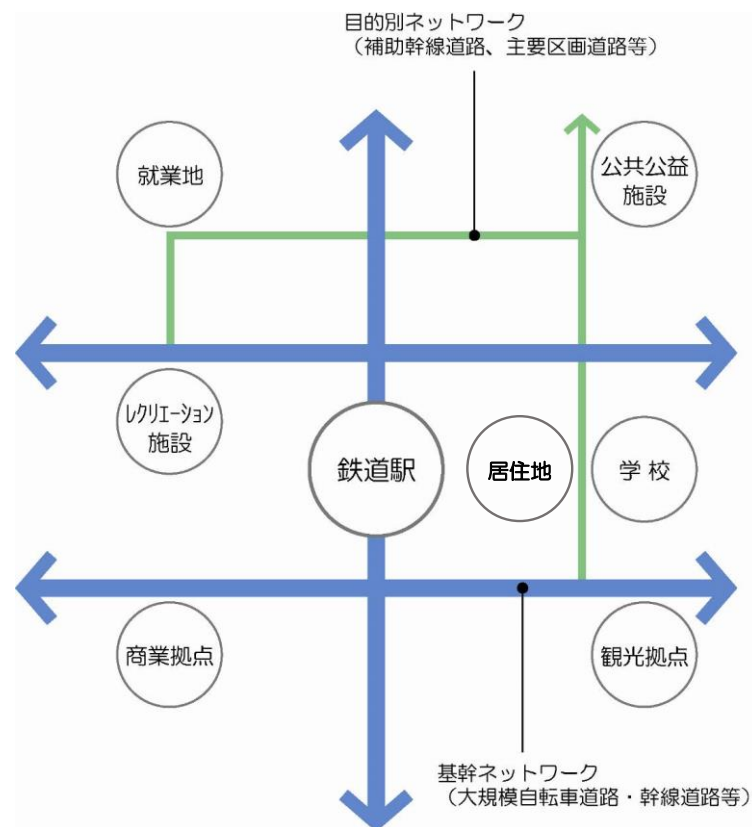 目的別ネットワーク
（補助幹線道路、主要区画道路等）
就業地
公共公益
施設
ﾚｸﾘｴｰｼｮﾝ
施設
鉄道駅
居住地
学 校
商業拠点
観光拠点
基幹ネットワーク
（大規模自転車道路・幹線道路等）